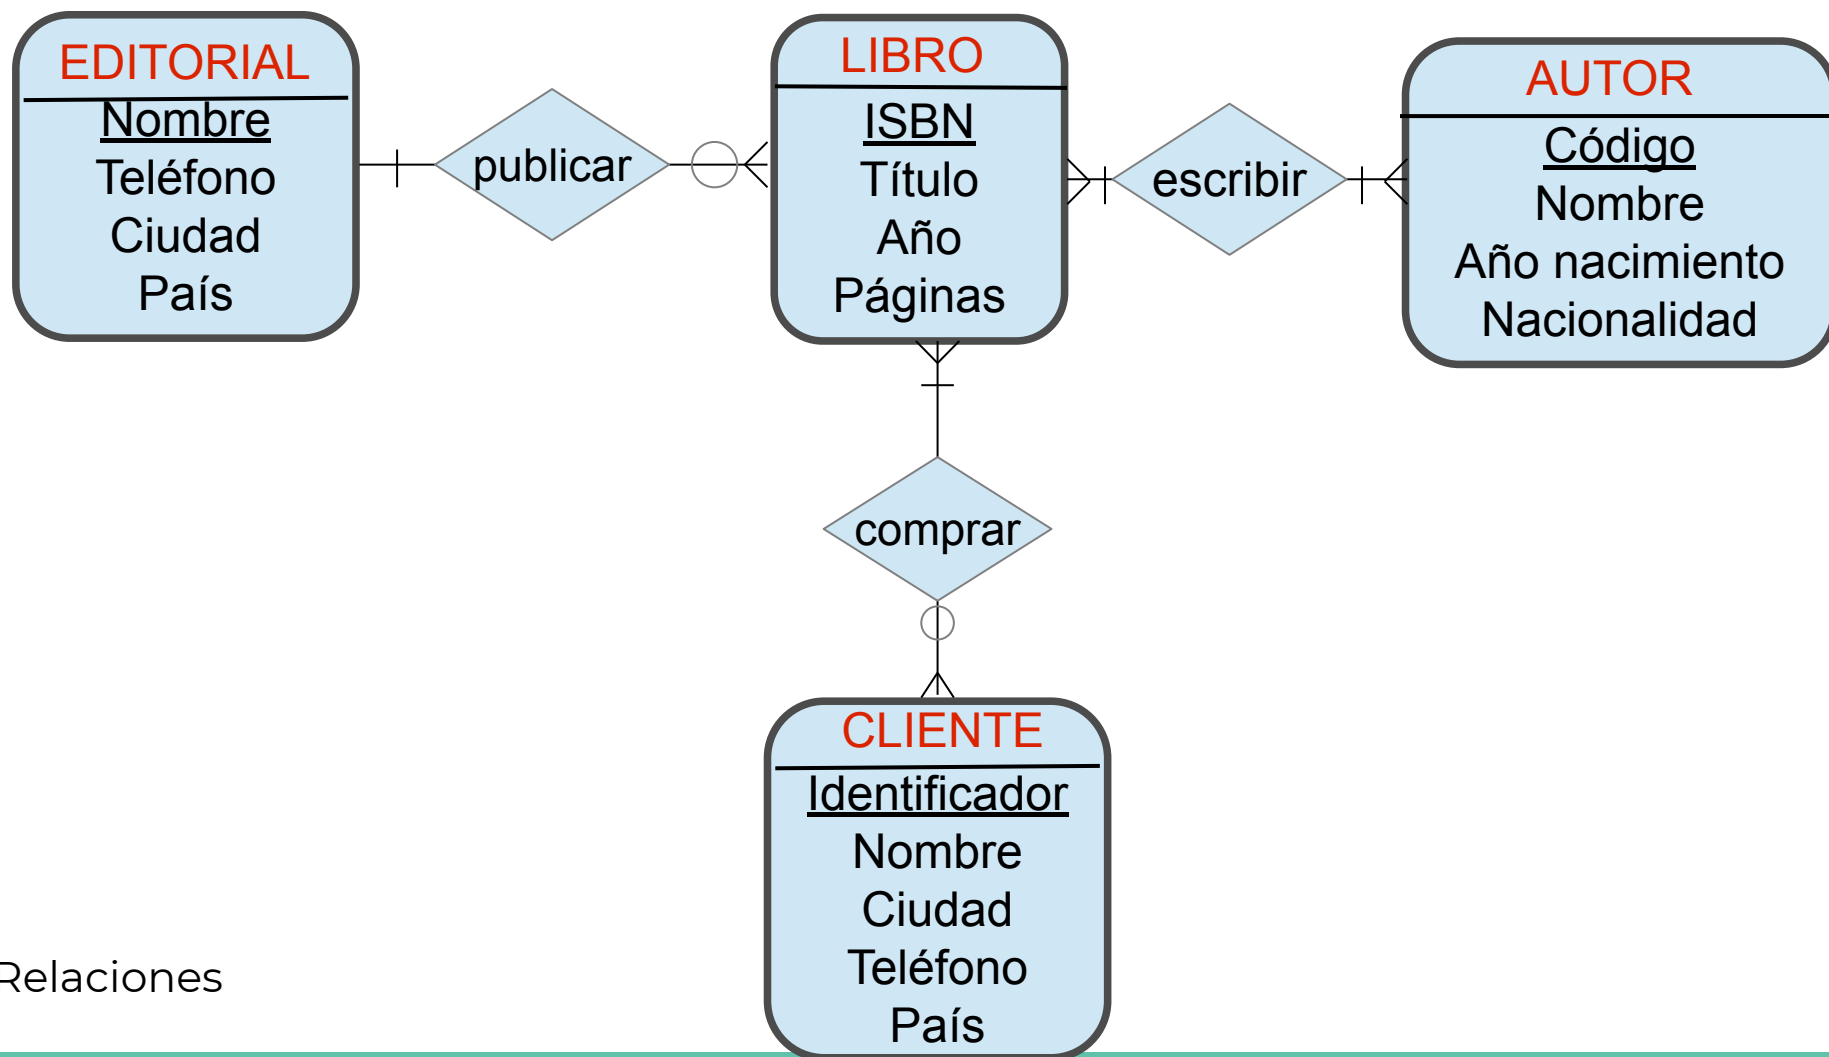 EDITORIAL
Nombre
Teléfono
Ciudad
País
publicar
LIBRO
ISBN
Título
Año
Páginas
escribir
AUTOR
Código
Nombre
Año nacimiento
Nacionalidad
comprar
CLIENTE
Identificador
Nombre
Ciudad
Teléfono
País
Relaciones